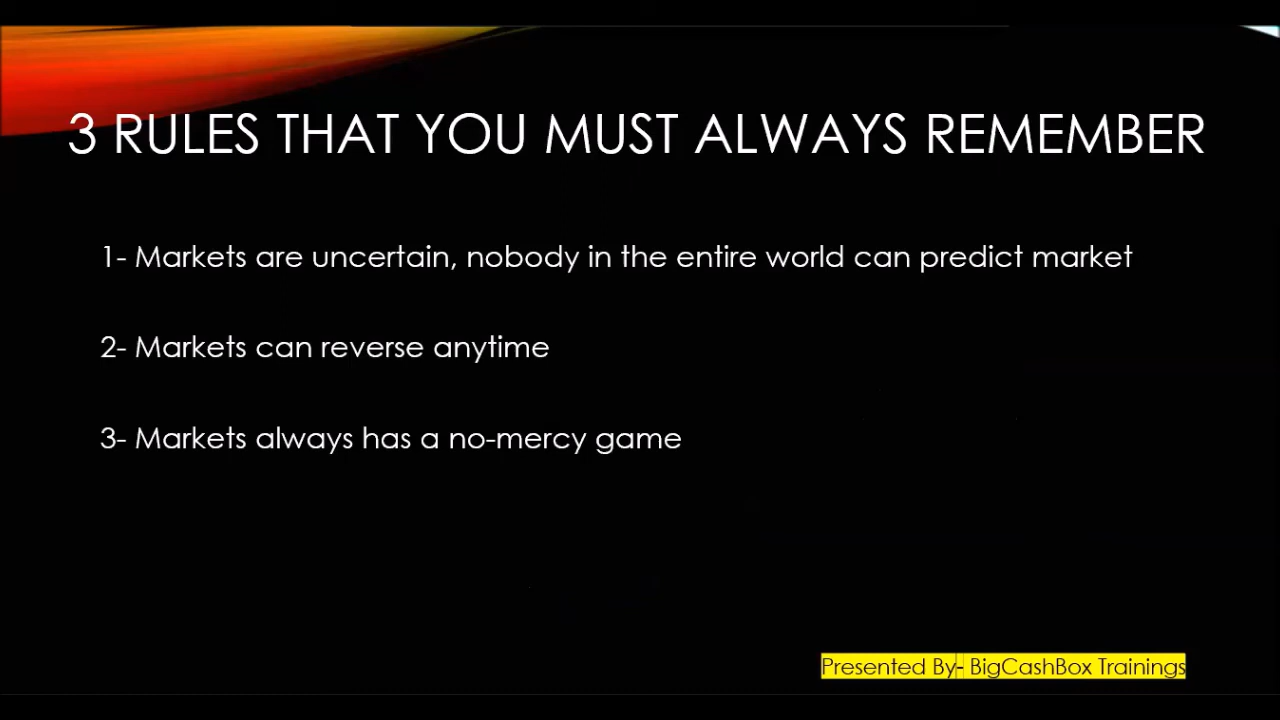 3 RULES THAT YOU MUST ALWAYS REMEMBER
1- Markets are uncertain, nobody in the entire world can predict market
2- Markets can reverse anytime
3- Markets always has a no-mercy game
Presented By- BigCashBox Trainings